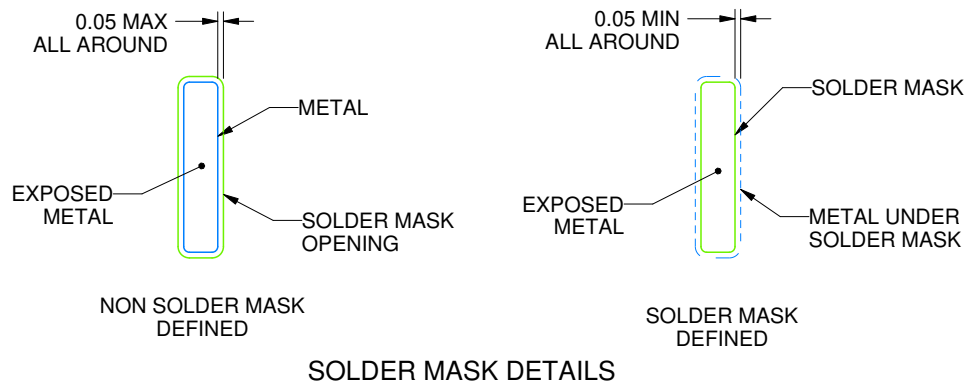 0.05 MAX
ALL AROUND
METAL
EXPOSED
METAL
SOLDER MASK
OPENING
NON SOLDER MASK
DEFINED
0.05 MIN
ALL AROUND
SOLDER MASK
EXPOSED
METAL
METAL UNDER
SOLDER MASK
SOLDER MASK
DEFINED
SOLDER MASK DETAILS